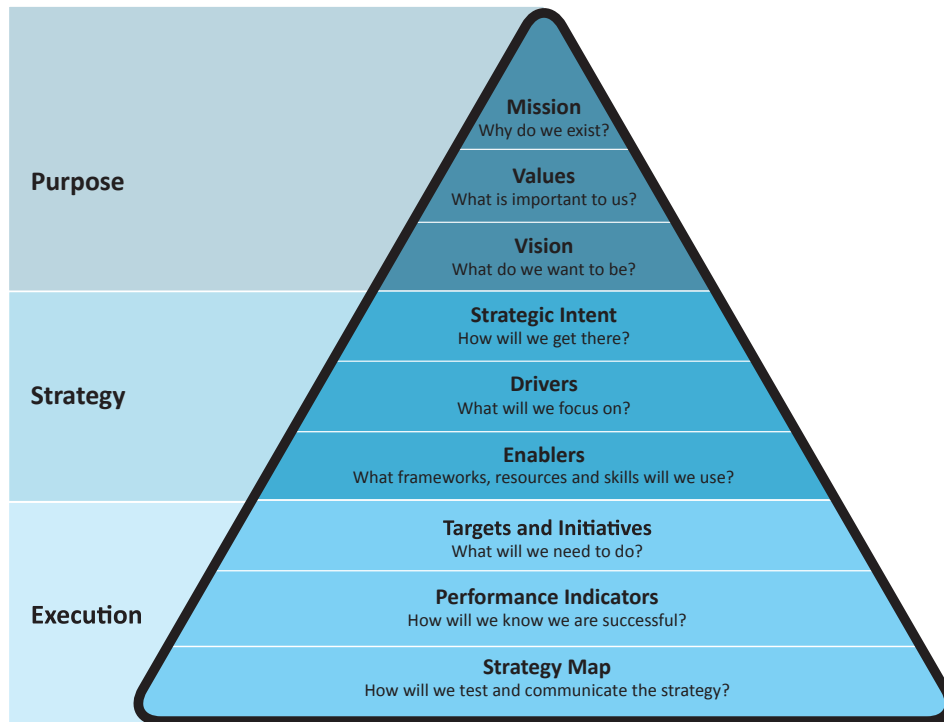 Mission
Why do we exist?
Purpose
Values
What is important to us?
Vision
What do we want to be?
Strategic Intent
How will we get there?
Strategy
Drivers
What will we focus on?
Enablers
What frameworks, resources and skills will we use?
Targets and Initiatives
What will we need to do?
Execution
Performance Indicators
How will we know we are successful?
Strategy Map
How will we test and communicate the strategy?